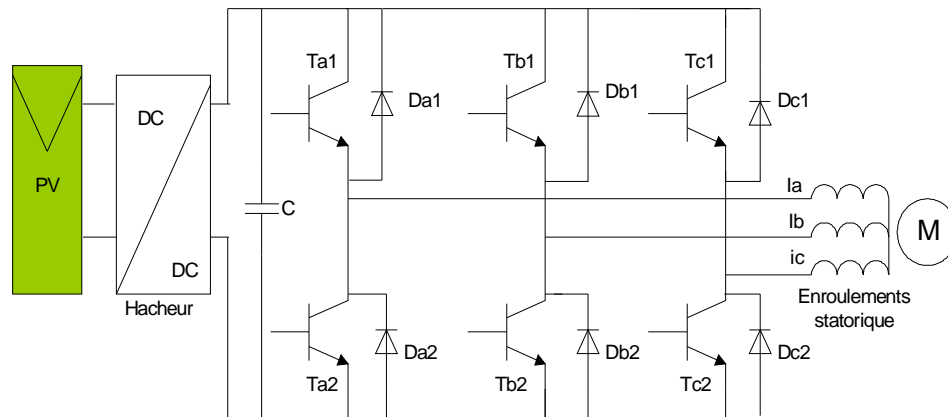 Ta1
Tb1
Tc1
Da1
Db1
Dc1
DC
PV
C
DC
Hacheur
Ia
Ib
ic
M
Enroulements
statorique
Da2
Db2
Dc2
Ta2
Tb2
Tc2